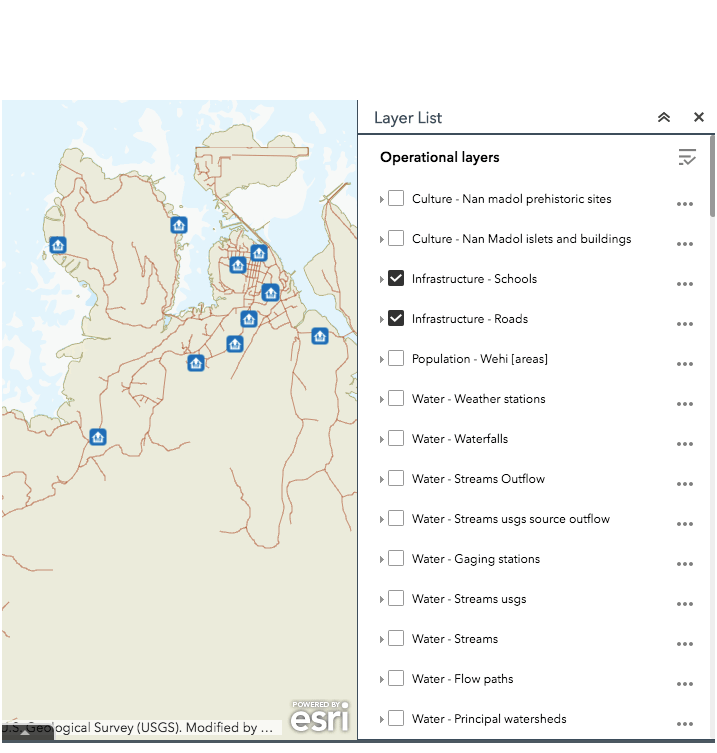 Layer List
Operational layers
Culture - Nan madol prehistoric sites
Culture - Nan Madol islets and buildings
Infrastructure - Schools
Infrastructure - Roads
Population - Wehi [areas]
Water - Weather stations
Water - Waterfalls
Water - Streams Outflow
Water - Streams usgs source outflow
Water - Gaging stations
Water - Streams usgs
Water - Streams
Water - Flow paths
Water - Principal watersheds
POWERED BY
esri
U.S. Geological Survey (USGS). Modified by ...